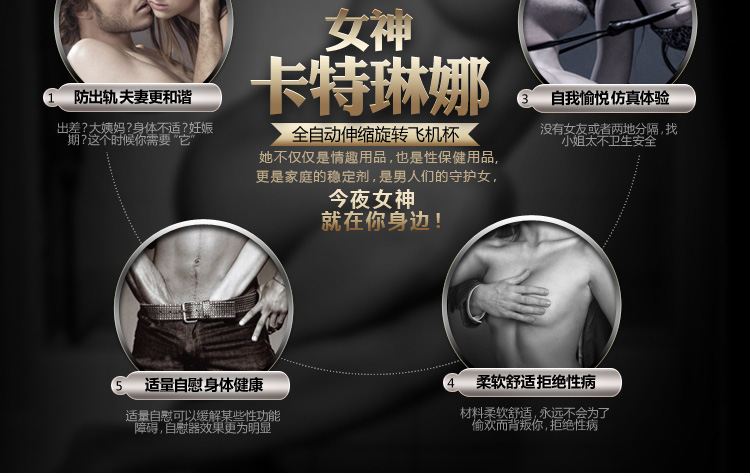 女神
卡特琳娜
全自动伸缩旋转飞机杯
她不仅仅是情趣用品,也是性保健用品,
更是家庭的稳定剂,是男人们的守护女,
今夜女神
就在你身边!
1 防出轨 夫妻更和谐
出差?大姨妈?身体不适?妊娠
期?这个时候你需要“它”
3 自我愉悦 仿真体验
没有女友或者两地分隔,找
小姐太不卫生安全
5 适量自慰 身体健康
适量自慰可以缓解某些性功能
障碍,自慰器效果更为明显
4 柔软舒适 拒绝性病
材料柔软舒适,永远不会为了
偷欢而背叛你,拒绝性病